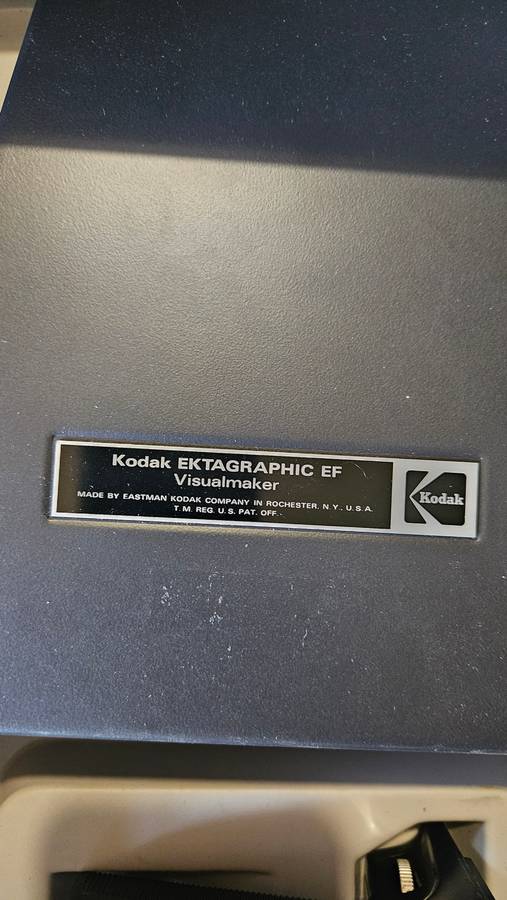 Kodak EKTAGRAPHIC EF
Visualmaker
MADE BY EASTMAN KODAK COMPANY IN ROCHESTER, N.Y., U.S.A.
T.M. REG. U.S. PAT. OFF.
Kodak